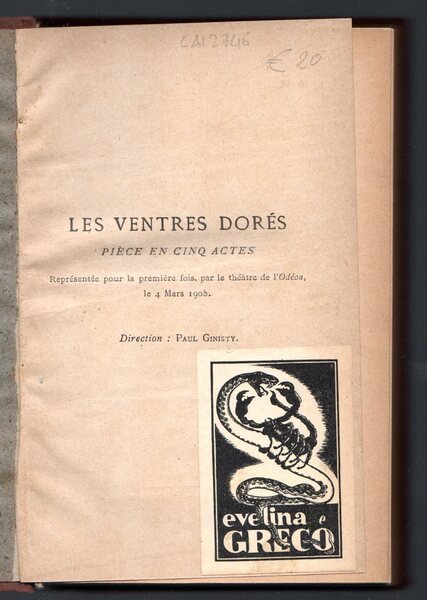 € 20
LES VENTRES DORÉS
PIÈCE EN CINQ ACTES
Représentée pour la première fois, par le théâtre de l'Odéon,
le 4 Mars 1905.
Direction : PAUL GINISTY.
evelina e
GRECO